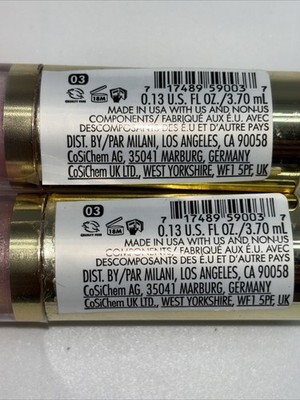 03
7 17489 59003 7
18M
0.13 U.S. FL. OZ./3.70 mL
MADE IN USA WITH US AND NON-US
COMPONENTS/ FABRIQUÉ AUX É.U. AVEC
DESCOMPOSANTS DES ÉU ET D'AUTRE PAYS
DIST. BY/PAR MILANI, LOS ANGELES, CA 90058
CoSiChem AG, 35041 MARBURG, GERMANY
CoSiChem UK LTD., WEST YORKSHIRE, WF1 5PF, UK
03
7 17489 59003 7
18M
0.13 U.S. FL. OZ./3.70 mL
MADE IN USA WITH US AND NON-US
COMPONENTS/ FABRIQUÉ AUX É.U. AVEC
DESCOMPOSANTS DES ÉU ET D'AUTRE PAYS
DIST. BY/PAR MILANI, LOS ANGELES, CA 90058
CoSiChem AG, 35041 MARBURG, GERMANY
CoSiChem UK LTD., WEST YORKSHIRE, WF1 5PF, UK